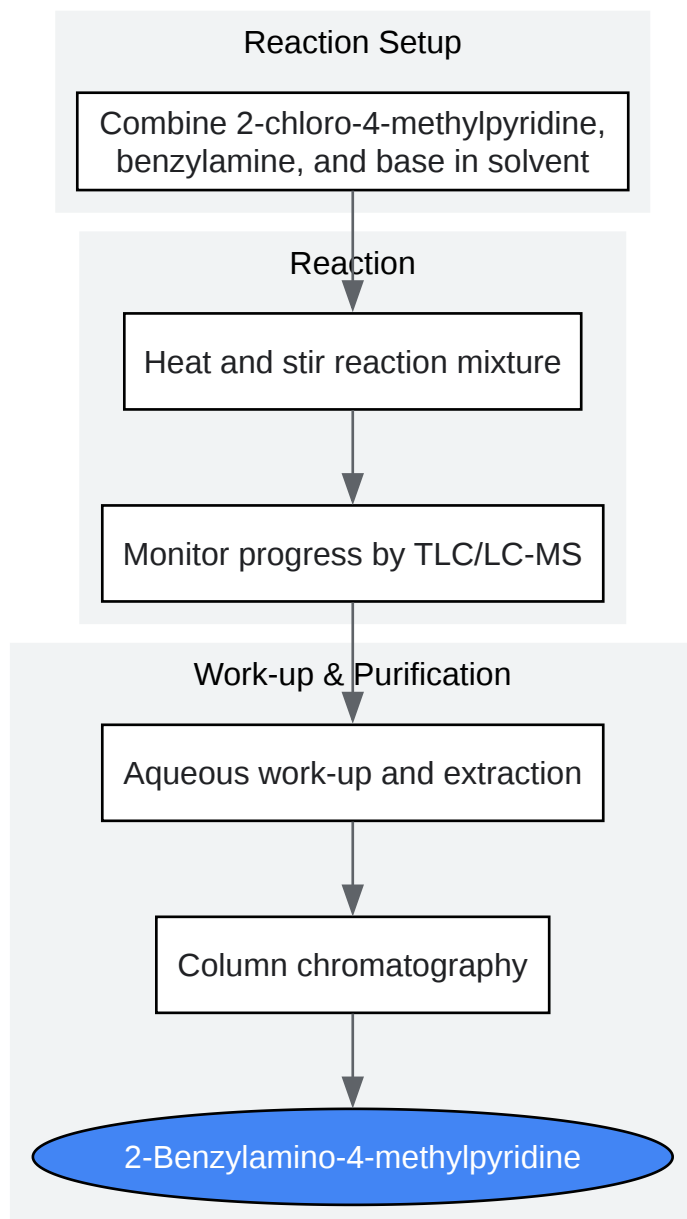 Reaction Setup
Combine 2-chloro-4-methylpyridine,
benzylamine, and base in solvent
Reaction
Heat and stir reaction mixture
Monitor progress by TLC/LC-MS
Work-up & Purification
Aqueous work-up and extraction
Column chromatography
2-Benzylamino-4-methylpyridine